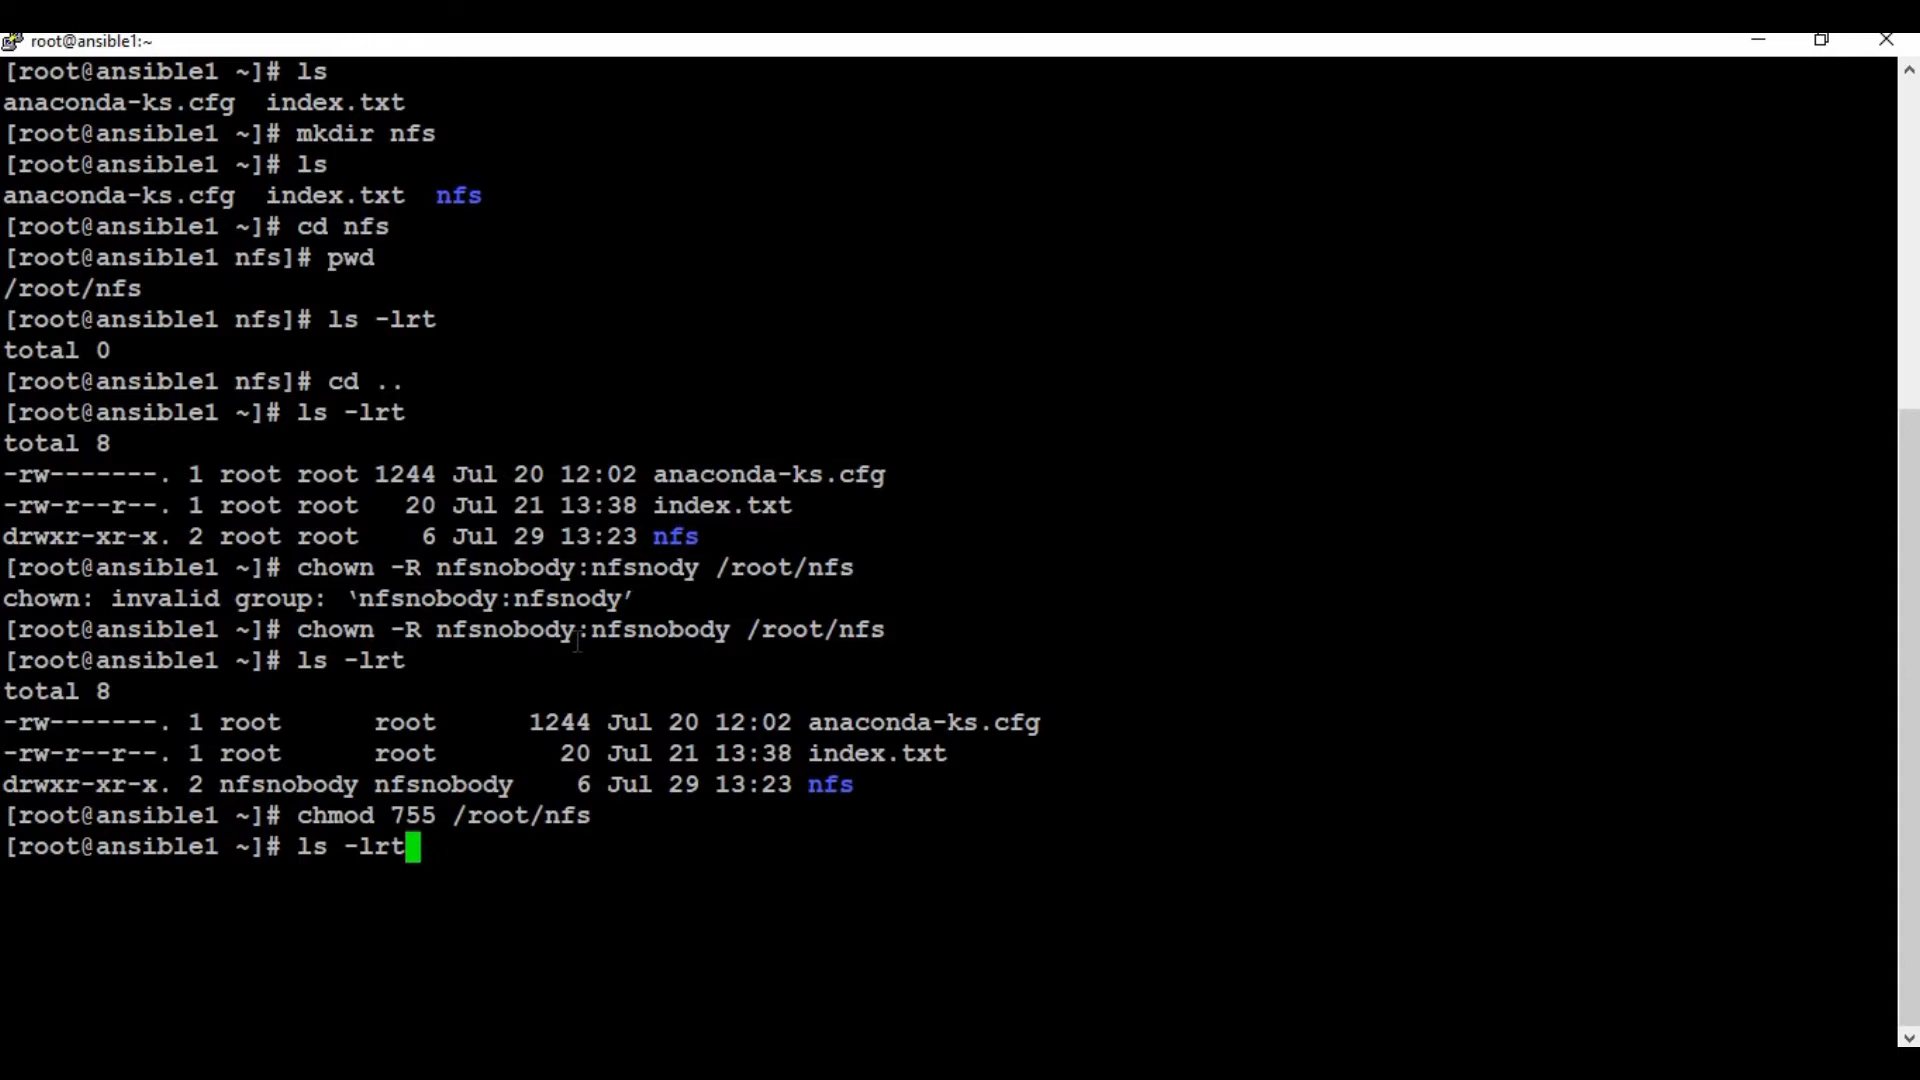 root@ansible1:~
[root@ansible1 ~]# ls
anaconda-ks.cfg  index.txt
[root@ansible1 ~]# mkdir nfs
[root@ansible1 ~]# ls
anaconda-ks.cfg  index.txt  nfs
[root@ansible1 ~]# cd nfs
[root@ansible1 nfs]# pwd
/root/nfs
[root@ansible1 nfs]# ls -lrt
total 0
[root@ansible1 nfs]# cd ..
[root@ansible1 ~]# ls -lrt
total 8
-rw-------. 1 root root 1244 Jul 20 12:02 anaconda-ks.cfg
-rw-r--r--. 1 root root   20 Jul 21 13:38 index.txt
drwxr-xr-x. 2 root root    6 Jul 29 13:23 nfs
[root@ansible1 ~]# chown -R nfsnobody:nfsnody /root/nfs
chown: invalid group: ‘nfsnobody:nfsnody’
[root@ansible1 ~]# chown -R nfsnobody:nfsnobody /root/nfs
[root@ansible1 ~]# ls -lrt
total 8
-rw-------. 1 root      root      1244 Jul 20 12:02 anaconda-ks.cfg
-rw-r--r--. 1 root      root        20 Jul 21 13:38 index.txt
drwxr-xr-x. 2 nfsnobody nfsnobody    6 Jul 29 13:23 nfs
[root@ansible1 ~]# chmod 755 /root/nfs
[root@ansible1 ~]# ls -lrt